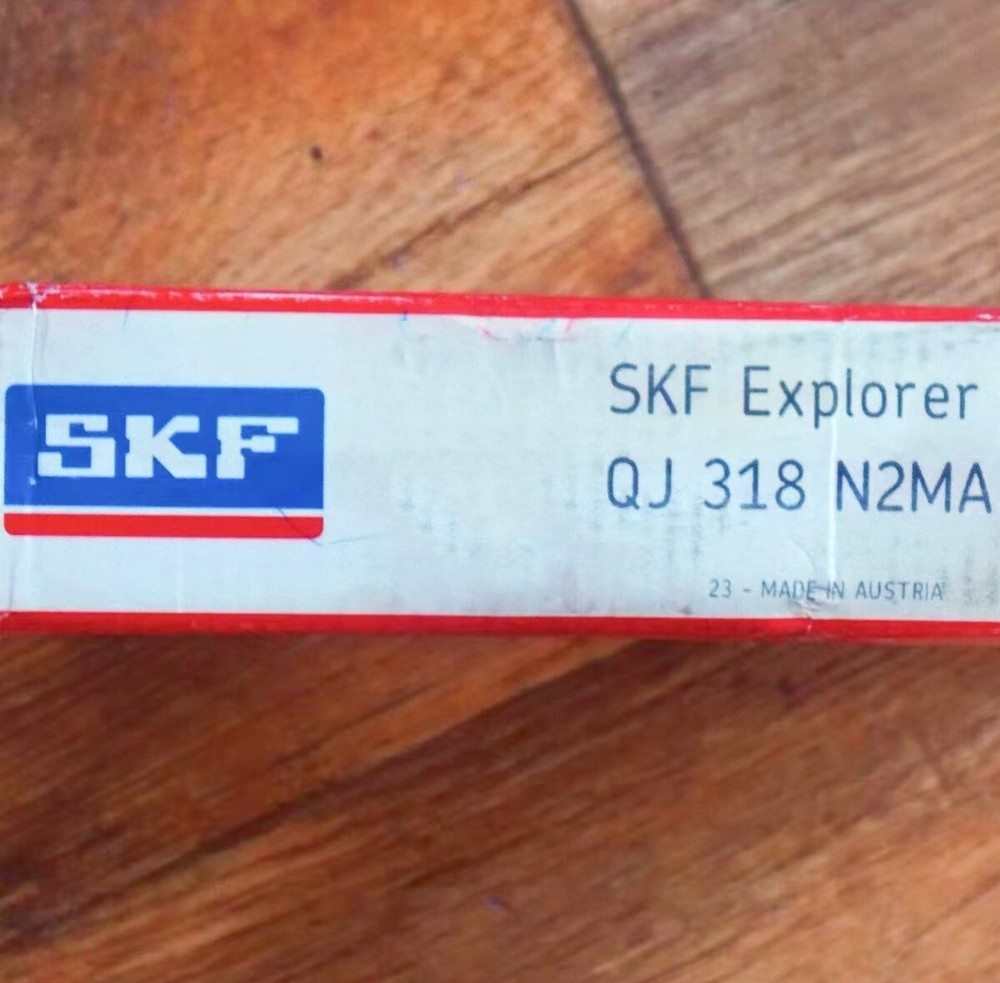 SKF
SKF Explorer
QJ 318 N2MA
23 - MADE IN AUSTRIA